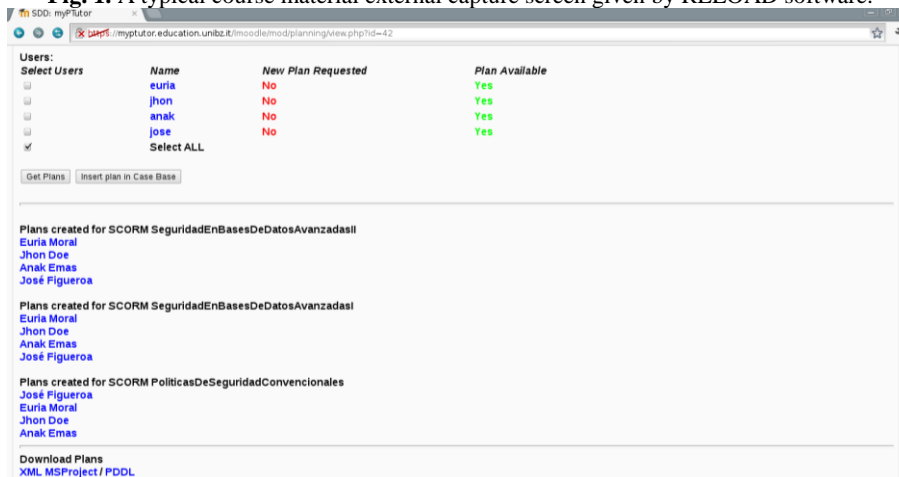 Fig. 1. A typical course material external capture screen given by RELOAD software.
SDD: myPTutor
https://myptutor.education.unibz.it/lmoodle/mod/planning/view.php?id=42
Users:
Select Users Name New Plan Requested Plan Available
euria No Yes
jhon No Yes
anak No Yes
jose No Yes
Select ALL
Get Plans Insert plan in Case Base
Plans created for SCORM SeguridadEnBasesDeDatosAvanzadasII
Euria Moral
Jhon Doe
Anak Emas
José Figueroa
Plans created for SCORM SeguridadEnBasesDeDatosAvanzadasI
Euria Moral
Jhon Doe
Anak Emas
José Figueroa
Plans created for SCORM PoliticasDeSeguridadConvencionales
José Figueroa
Euria Moral
Jhon Doe
Anak Emas
Download Plans
XML MSProject / PDDL